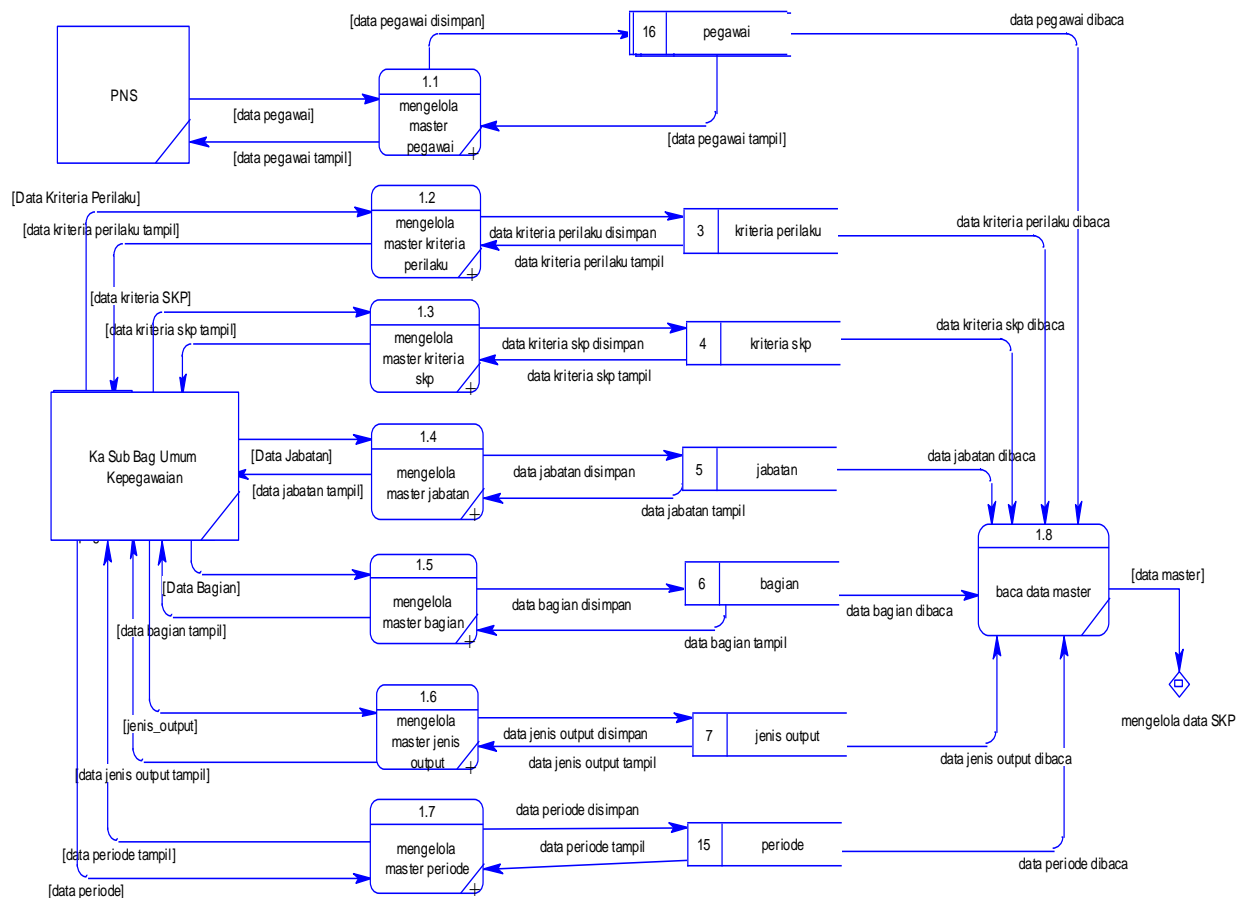 [data pegawai disimpan]
16
pegawai
data pegawai dibaca
PNS
[data pegawai]
[data pegawai tampil]
1.1
mengelola
master
pegawai
[data pegawai tampil]
[Data Kriteria Perilaku]
[data kriteria perilaku tampil]
1.2
mengelola
master kriteria
perilaku
data kriteria perilaku disimpan
data kriteria perilaku tampil
3
kriteria perilaku
data kriteria perilaku dibaca
[data kriteria SKP]
[data kriteria skp tampil]
1.3
mengelola
master kriteria
skp
data kriteria skp disimpan
data kriteria skp tampil
4
kriteria skp
data kriteria skp dibaca
Ka Sub Bag Umum
Kepegawaian
[Data Jabatan]
[data jabatan tampil]
1.4
mengelola
master jabatan
data jabatan disimpan
data jabatan tampil
5
jabatan
data jabatan dibaca
[Data Bagian]
[data bagian tampil]
1.5
mengelola
master bagian
data bagian disimpan
data bagian tampil
6
bagian
data bagian dibaca
1.8
baca data master
[data master]
mengelola data SKP
[jenis_output]
[data jenis output tampil]
1.6
mengelola
master jenis
output
data jenis output disimpan
data jenis output tampil
7
jenis output
data jenis output dibaca
[data periode tampil]
[data periode]
1.7
mengelola
master periode
data periode disimpan
data periode tampil
15
periode
data periode dibaca